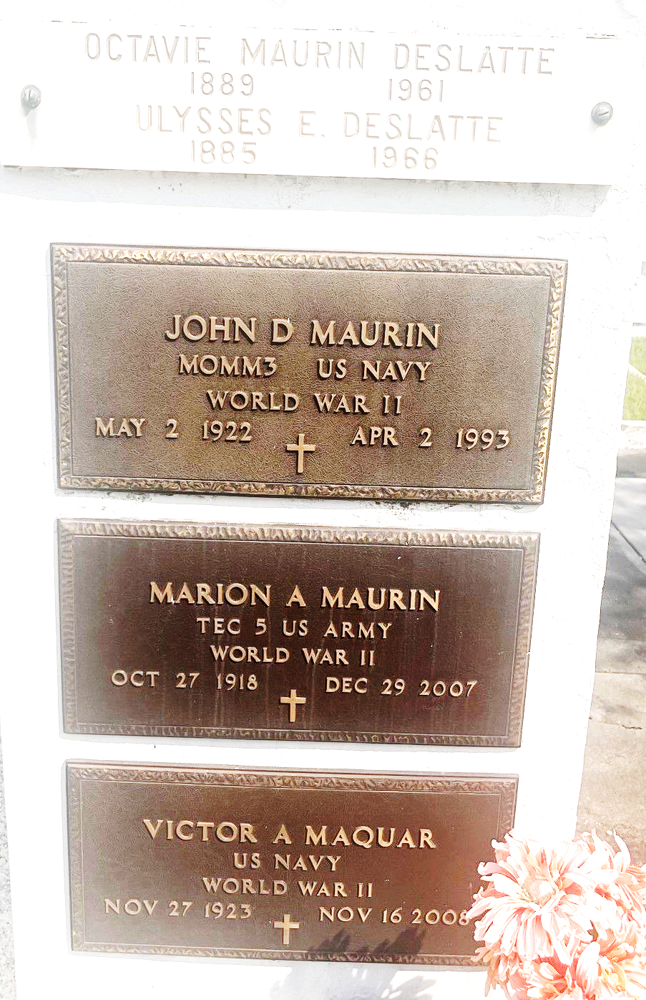 OCTAVIE MAURIN DESLATTE
1889 1961
ULYSSES E. DESLATTE
1885 1966
JOHN D MAURIN
MOMM3 US NAVY
WORLD WAR II
MAY 2 1922 APR 2 1993
MARION A MAURIN
TEC 5 US ARMY
WORLD WAR II
OCT 27 1918 DEC 29 2007
VICTOR A MAQUAR
US NAVY
WORLD WAR II
NOV 27 1923 NOV 16 2008